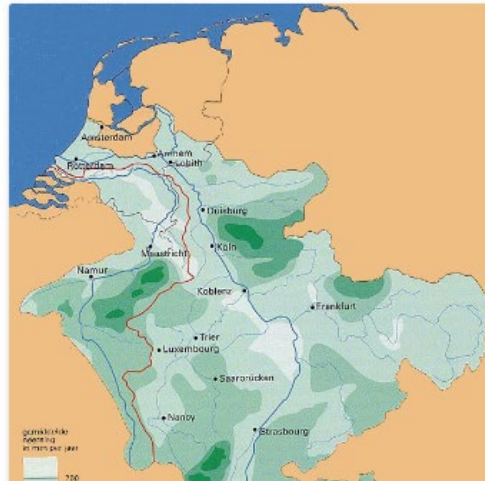 Amsterdam
Rotterdam
Arnhem
Lobith
Duisburg
Maastricht
Köln
Namur
Koblenz
Frankfurt
Trier
Luxembourg
Saarbrücken
Nancy
Strasbourg
gemiddelde
neerslag
in mm per jaar
700